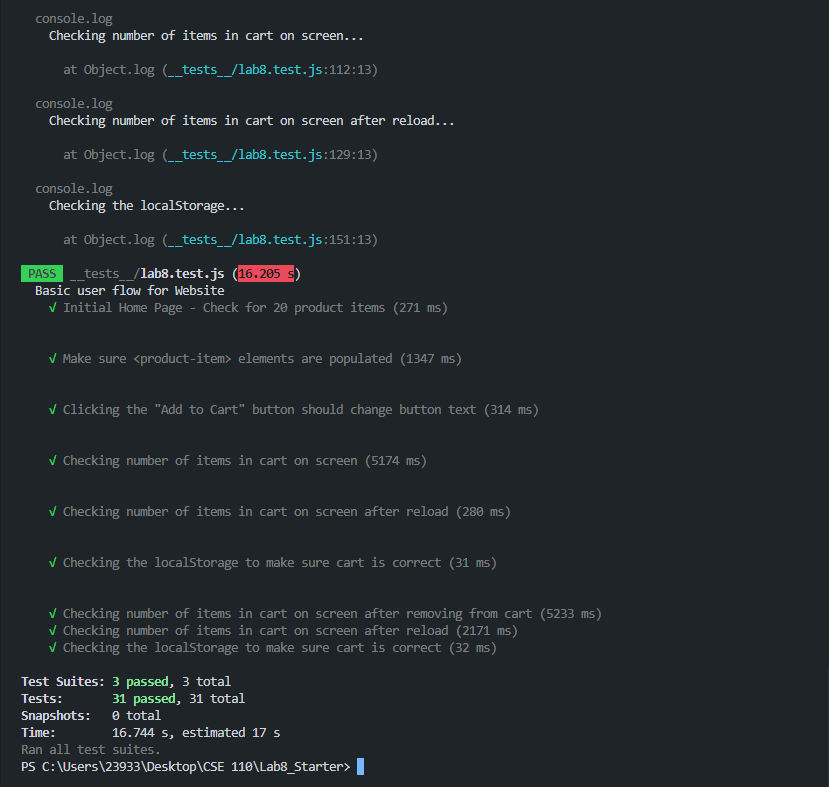 console.log
Checking number of items in cart on screen...
at Object.log (__tests__/lab8.test.js:112:13)
console.log
Checking number of items in cart on screen after reload...
at Object.log (__tests__/lab8.test.js:129:13)
console.log
Checking the localStorage...
at Object.log (__tests__/lab8.test.js:151:13)
PASS __tests__/lab8.test.js (16.205 s)
Basic user flow for Website
√ Initial Home Page - Check for 20 product items (271 ms)
√ Make sure <product-item> elements are populated (1347 ms)
√ Clicking the "Add to Cart" button should change button text (314 ms)
√ Checking number of items in cart on screen (5174 ms)
√ Checking number of items in cart on screen after reload (280 ms)
√ Checking the localStorage to make sure cart is correct (31 ms)
√ Checking number of items in cart on screen after removing from cart (5233 ms)
√ Checking number of items in cart on screen after reload (2171 ms)
√ Checking the localStorage to make sure cart is correct (32 ms)
Test Suites: 3 passed, 3 total
Tests: 31 passed, 31 total
Snapshots: 0 total
Time: 16.744 s, estimated 17 s
Ran all test suites.
PS C:\Users\23933\Desktop\CSE 110\Lab8_Starter>